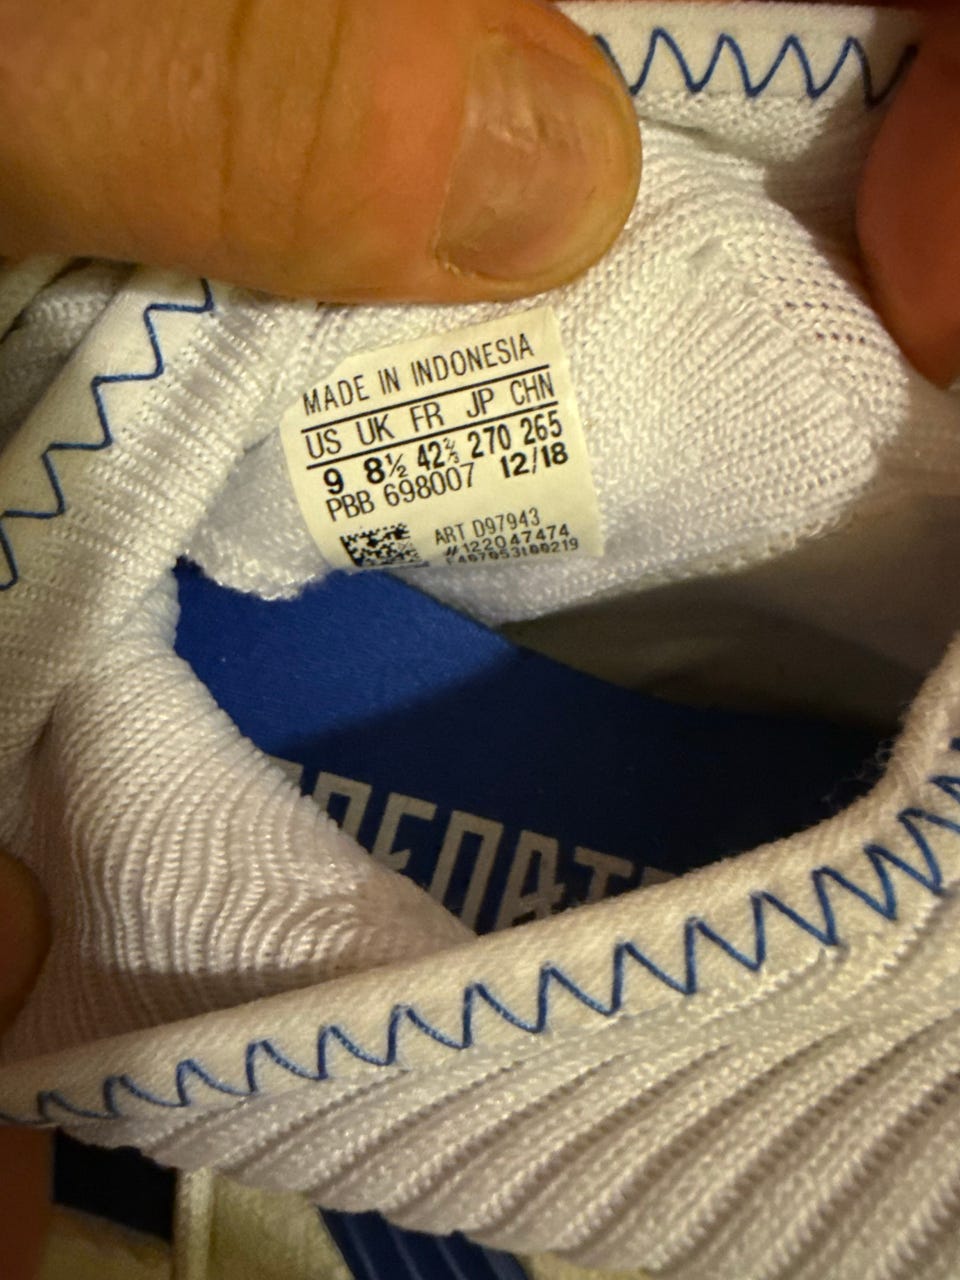 MADE IN INDONESIA
US UK FR JP CHN
9 8½ 42⅔ 270 265
PBB 698007 12/18
ART D97943
#122047474
PREDAT